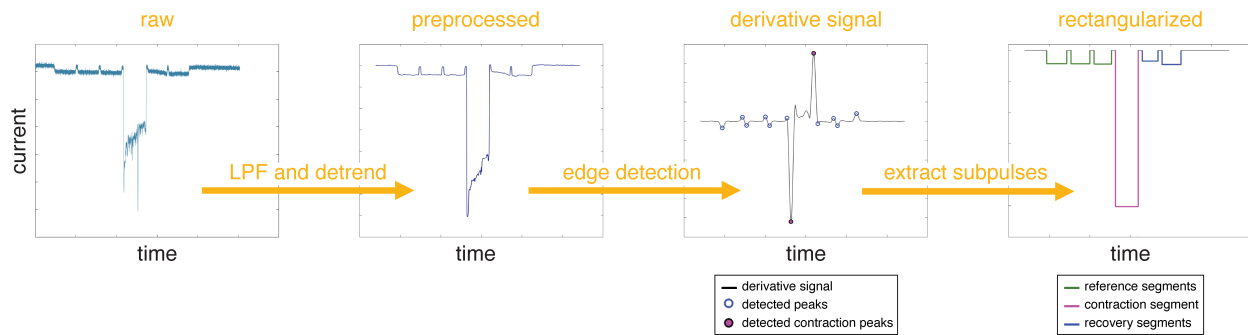 raw
preprocessed
derivative signal
rectangularized
current
LPF and detrend
edge detection
extract subpulses
time
time
time
time
derivative signal
detected peaks
detected contraction peaks
reference segments
contraction segment
recovery segments